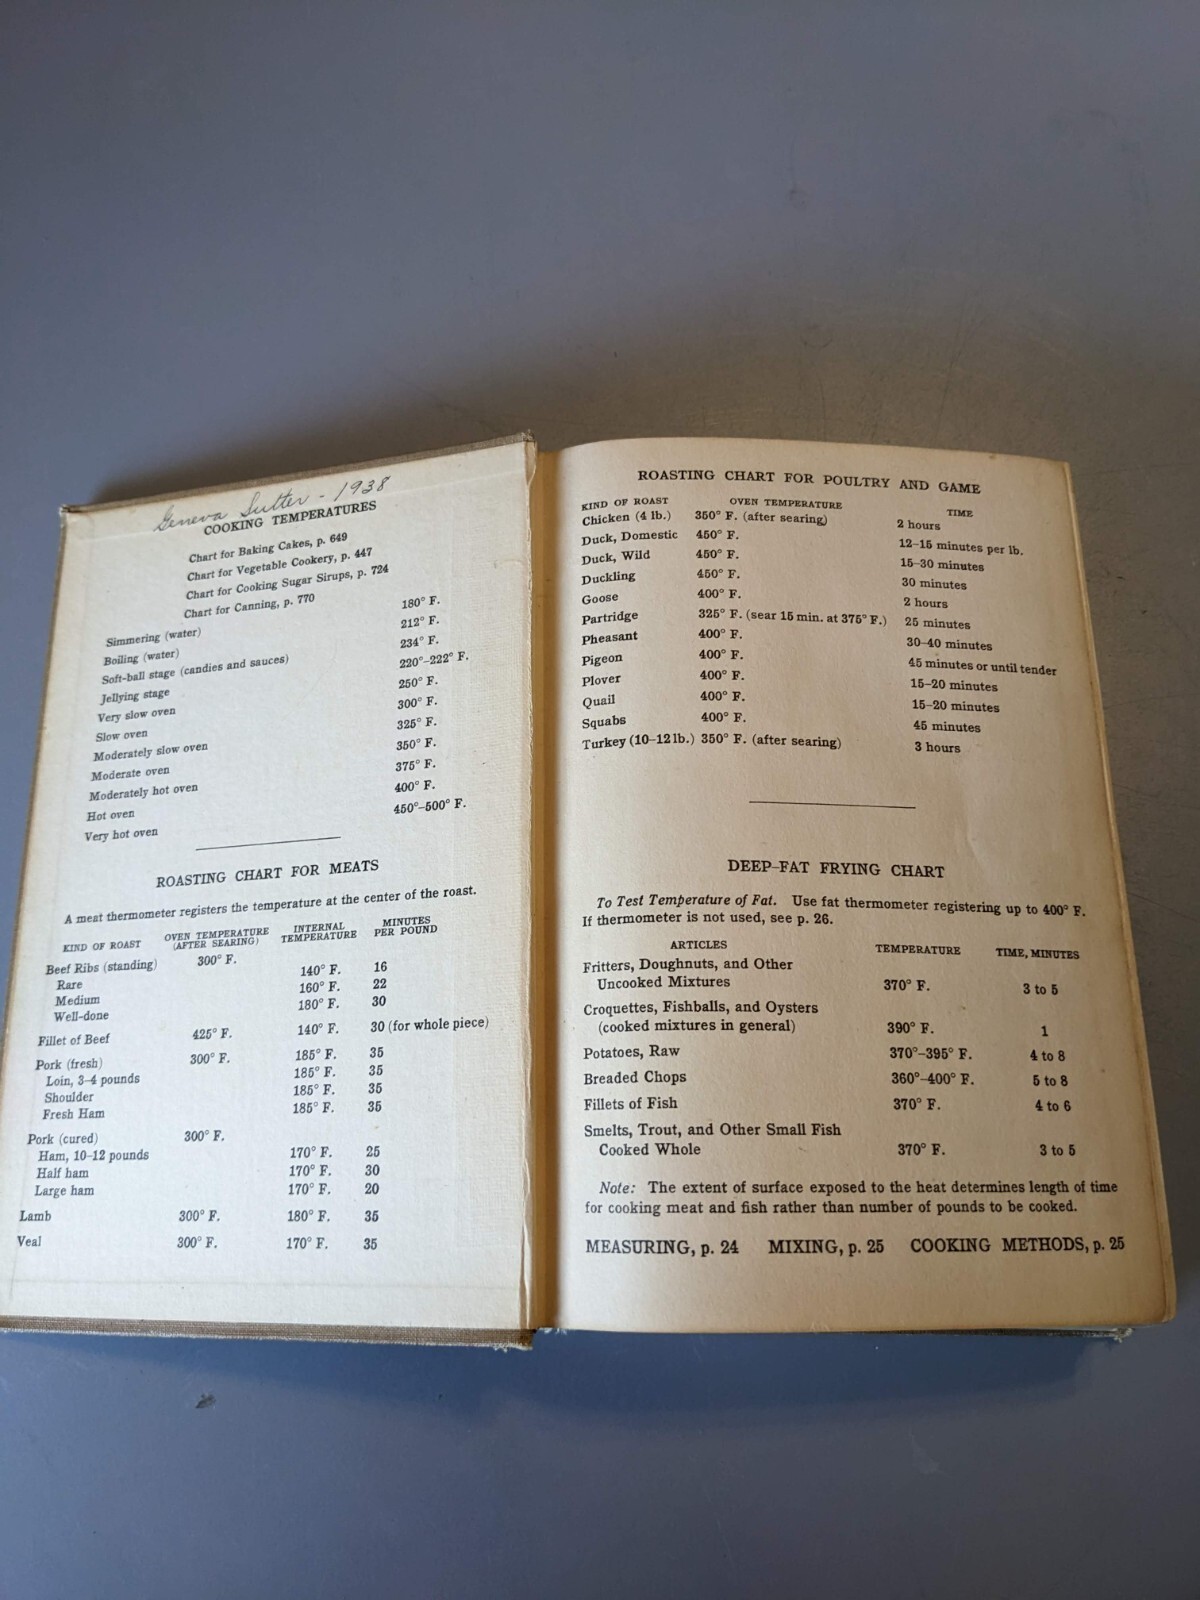 Geneva Sutter - 1938
COOKING TEMPERATURES
Chart for Baking Cakes, p. 649
Chart for Vegetable Cookery, p. 447
Chart for Cooking Sugar Sirups, p. 724
Chart for Canning, p. 770
Simmering (water) 180° F.
Boiling (water) 212° F.
Soft-ball stage (candies and sauces) 234° F.
Jellying stage 220°-222° F.
Very slow oven 250° F.
Slow oven 300° F.
Moderately slow oven 325° F.
Moderate oven 350° F.
Moderately hot oven 375° F.
Hot oven 400° F.
Very hot oven 450°-500° F.
ROASTING CHART FOR MEATS
A meat thermometer registers the temperature at the center of the roast.
KIND OF ROAST OVEN TEMPERATURE (AFTER SEARING) INTERNAL TEMPERATURE MINUTES PER POUND
Beef Ribs (standing) 300° F.
Rare 140° F. 16
Medium 160° F. 22
Well-done 180° F. 30
Fillet of Beef 425° F. 140° F. 30 (for whole piece)
Pork (fresh) 300° F. 185° F. 35
Loin, 3-4 pounds 185° F. 35
Shoulder 185° F. 35
Fresh Ham 185° F. 35
Pork (cured) 300° F.
Ham, 10-12 pounds 170° F. 25
Half ham 170° F. 30
Large ham 170° F. 20
Lamb 300° F. 180° F. 35
Veal 300° F. 170° F. 35
ROASTING CHART FOR POULTRY AND GAME
KIND OF ROAST OVEN TEMPERATURE TIME
Chicken (4 lb.) 350° F. (after searing) 2 hours
Duck, Domestic 450° F. 12-15 minutes per lb.
Duck, Wild 450° F. 15-30 minutes
Duckling 450° F. 30 minutes
Goose 400° F. 2 hours
Partridge 325° F. (sear 15 min. at 375° F.) 25 minutes
Pheasant 400° F. 30-40 minutes
Pigeon 400° F. 45 minutes or until tender
Plover 400° F. 15-20 minutes
Quail 400° F. 15-20 minutes
Squabs 400° F. 45 minutes
Turkey (10-12 lb.) 350° F. (after searing) 3 hours
DEEP-FAT FRYING CHART
To Test Temperature of Fat. Use fat thermometer registering up to 400° F.
If thermometer is not used, see p. 26.
ARTICLES TEMPERATURE TIME, MINUTES
Fritters, Doughnuts, and Other
Uncooked Mixtures 370° F. 3 to 5
Croquettes, Fishballs, and Oysters
(cooked mixtures in general) 390° F. 1
Potatoes, Raw 370°-395° F. 4 to 8
Breaded Chops 360°-400° F. 5 to 8
Fillets of Fish 370° F. 4 to 6
Smelts, Trout, and Other Small Fish
Cooked Whole 370° F. 3 to 5
Note: The extent of surface exposed to the heat determines length of time
for cooking meat and fish rather than number of pounds to be cooked.
MEASURING, p. 24 MIXING, p. 25 COOKING METHODS, p. 25